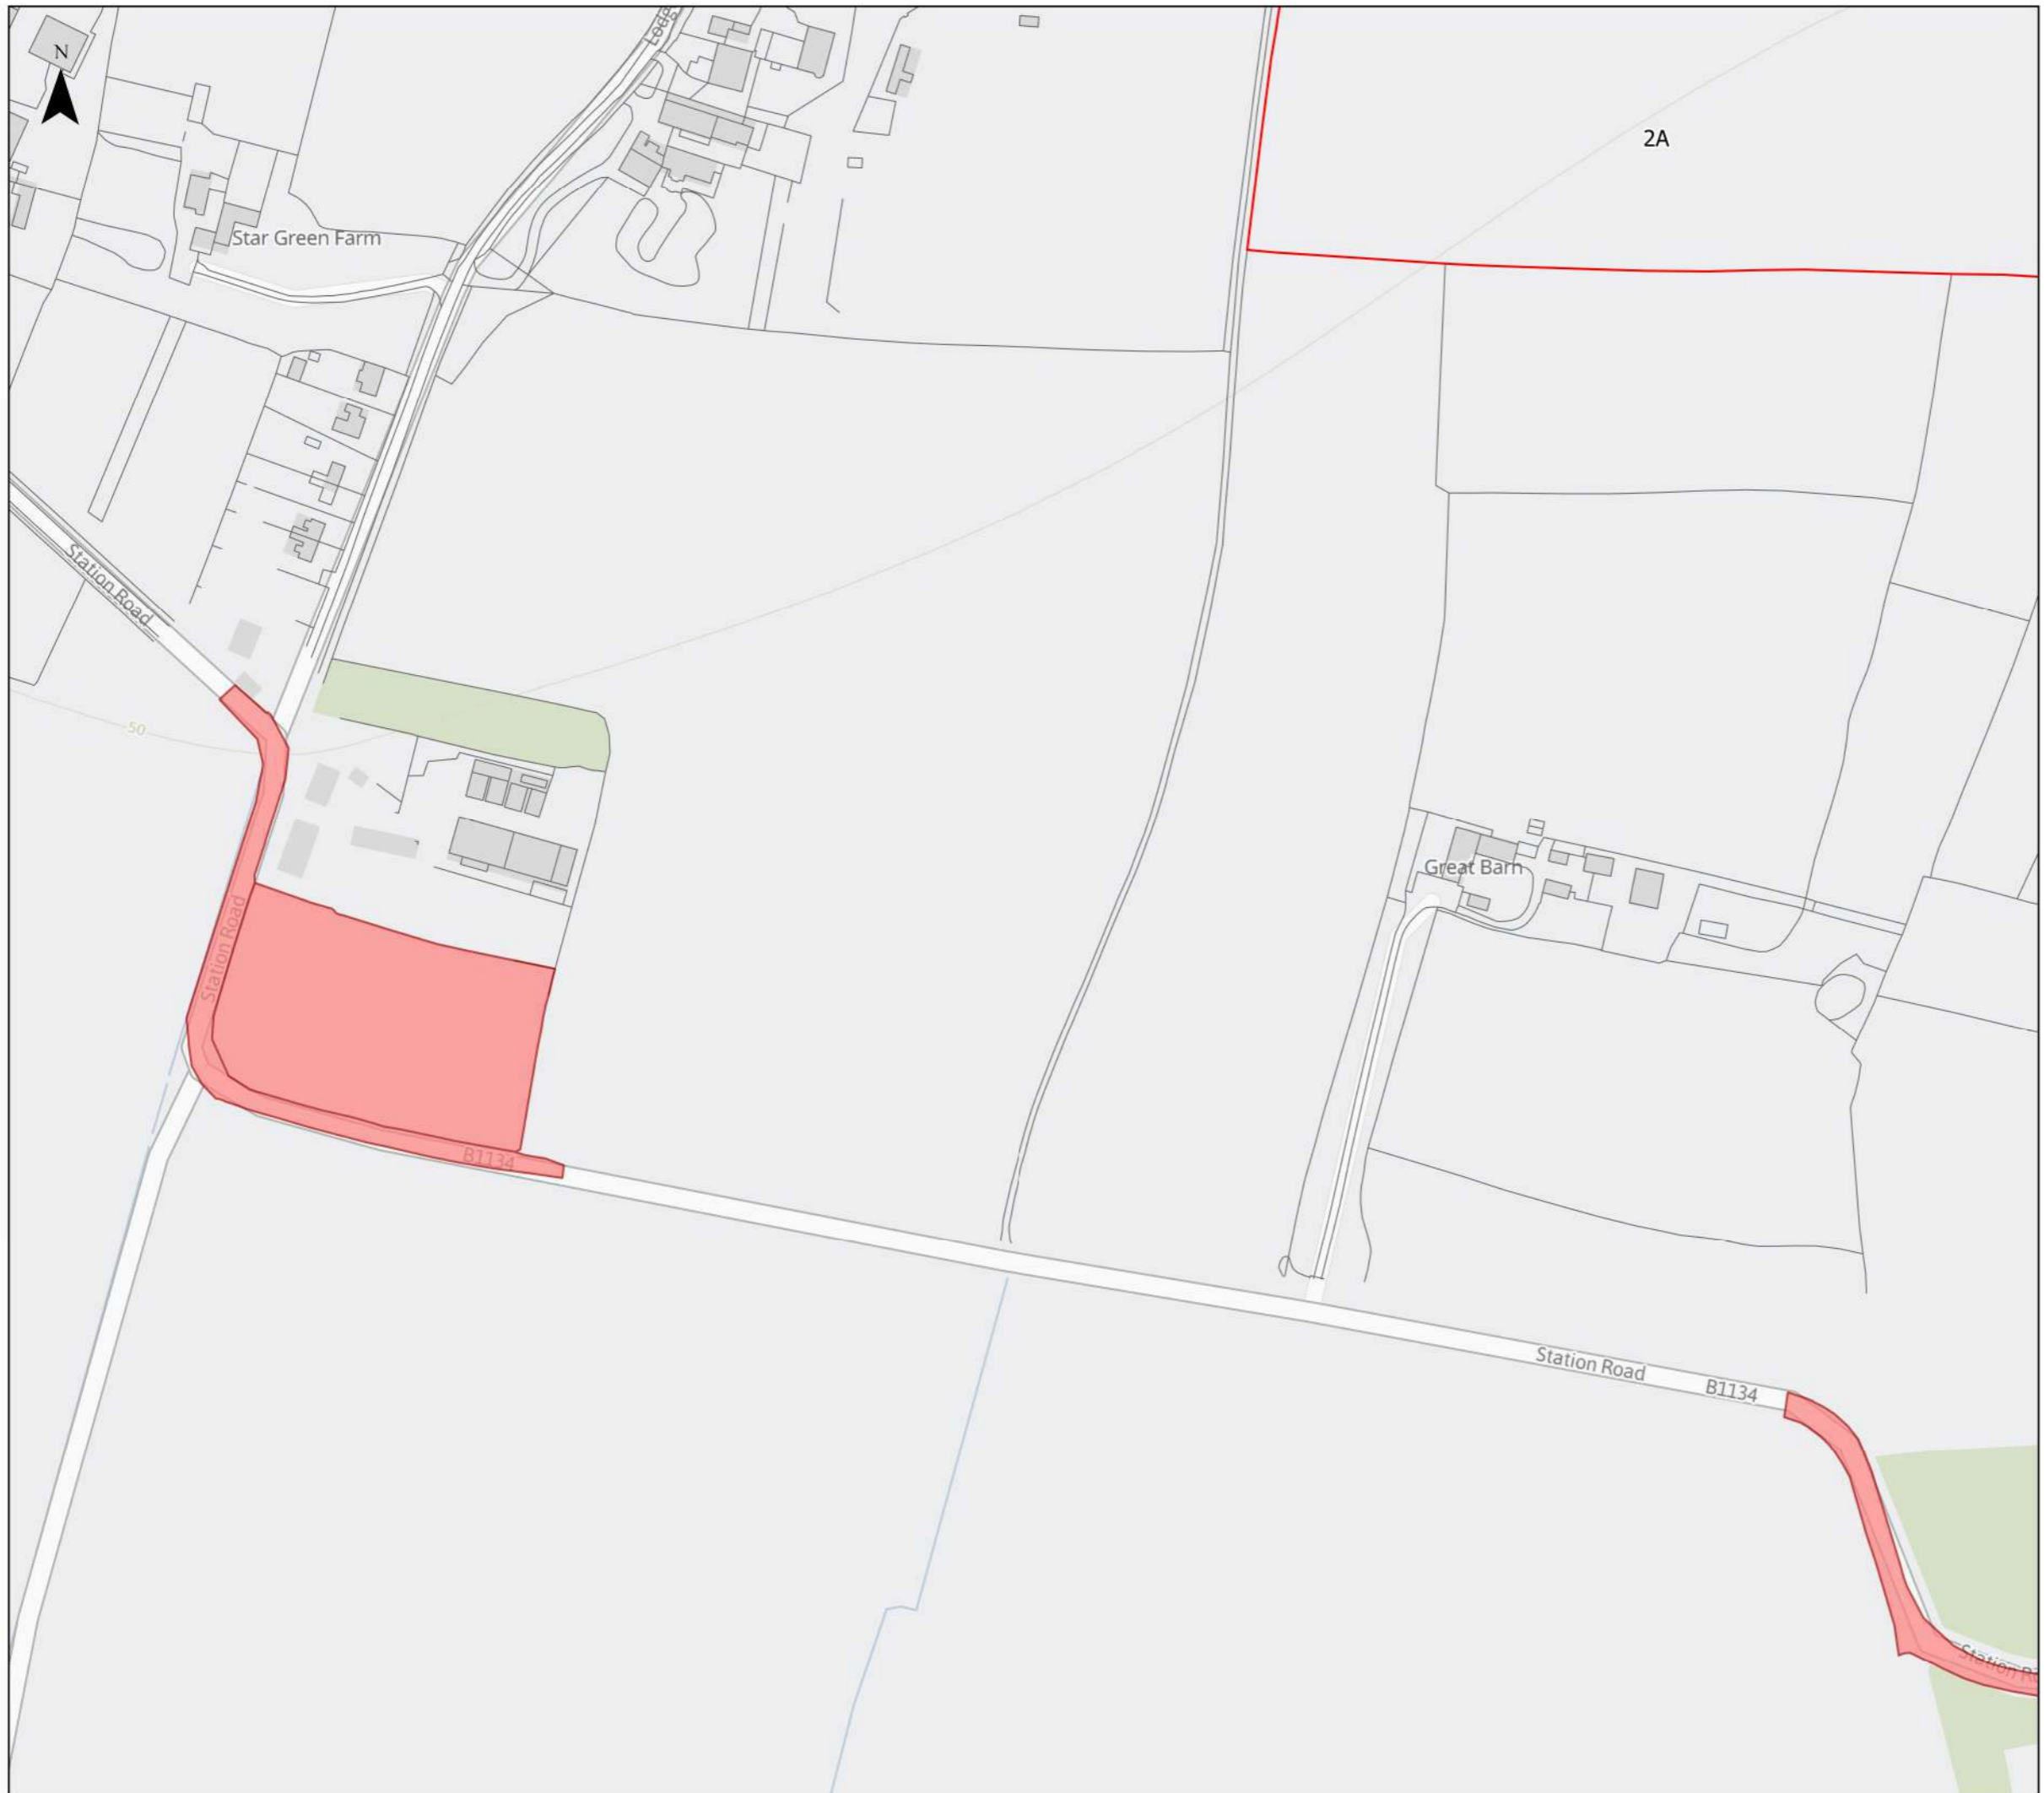 N
2A
Star Green Farm
Station Road
50
Great Barn
Station Road
B1134
Station Road
B1134
Station